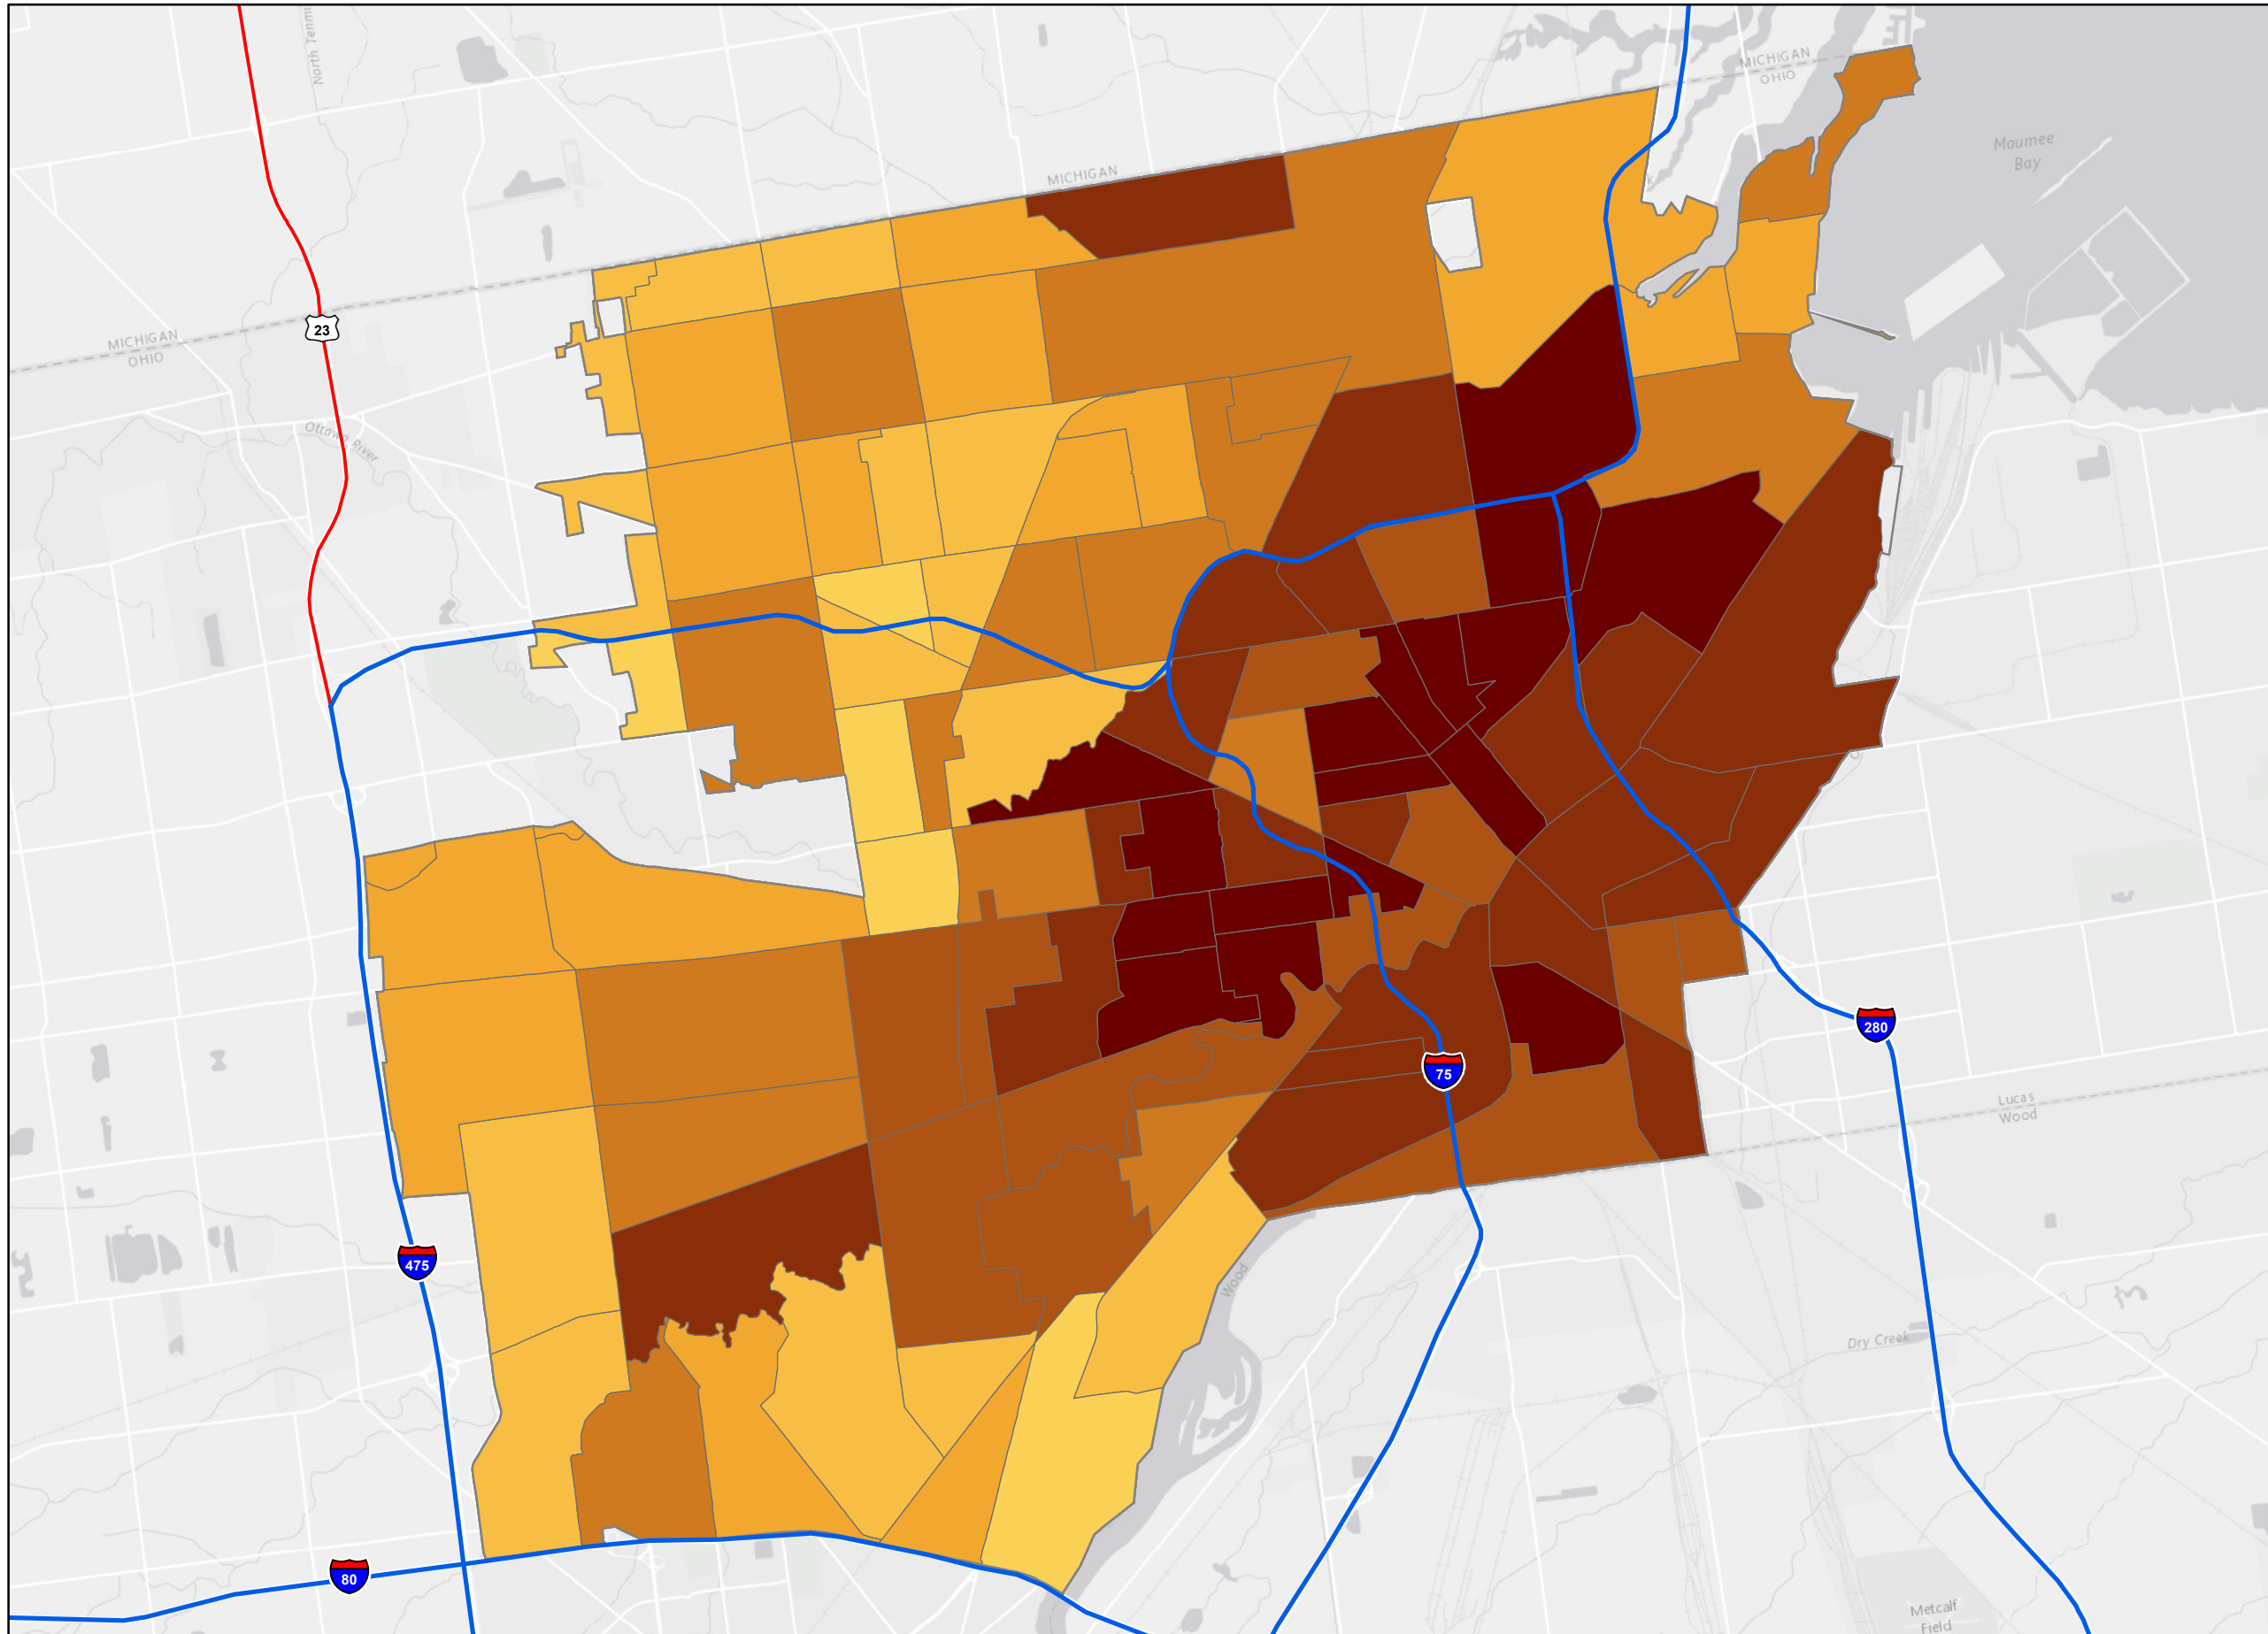 MICHIGAN
OHIO
Maumee
Bay
MICHIGAN
23
MICHIGAN
OHIO
Ottawa River
280
75
Lucas
Wood
475
Wood
Dry Creek
80
Metcalf
Field